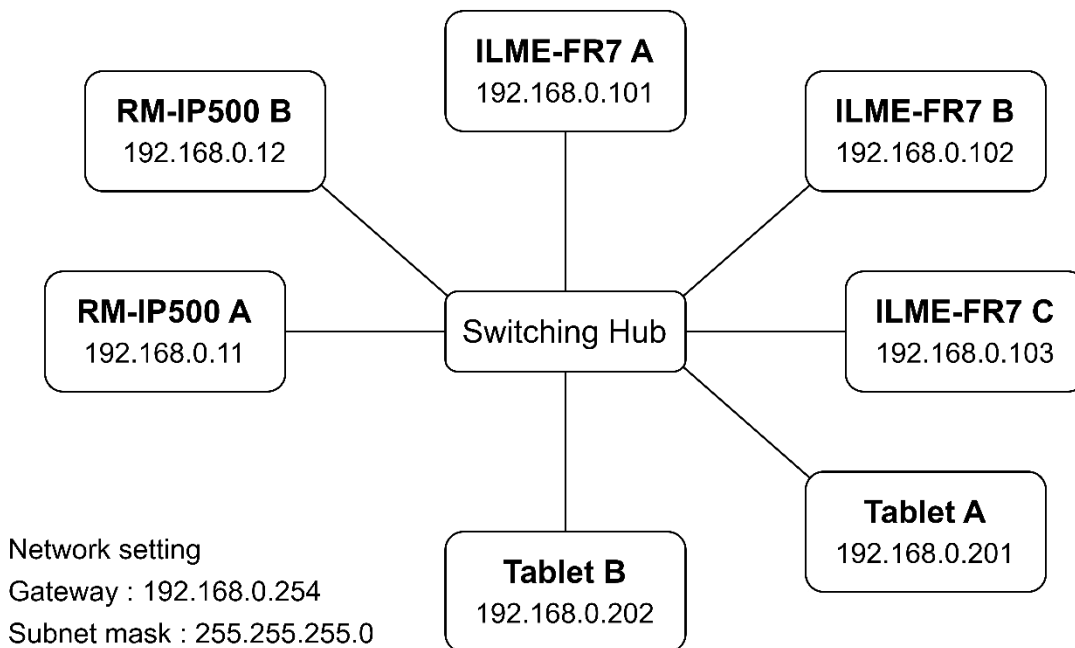 ILME-FR7 A
192.168.0.101
RM-IP500 B
192.168.0.12
ILME-FR7 B
192.168.0.102
RM-IP500 A
192.168.0.11
Switching Hub
ILME-FR7 C
192.168.0.103
Tablet A
192.168.0.201
Tablet B
192.168.0.202
Network setting
Gateway : 192.168.0.254
Subnet mask : 255.255.255.0